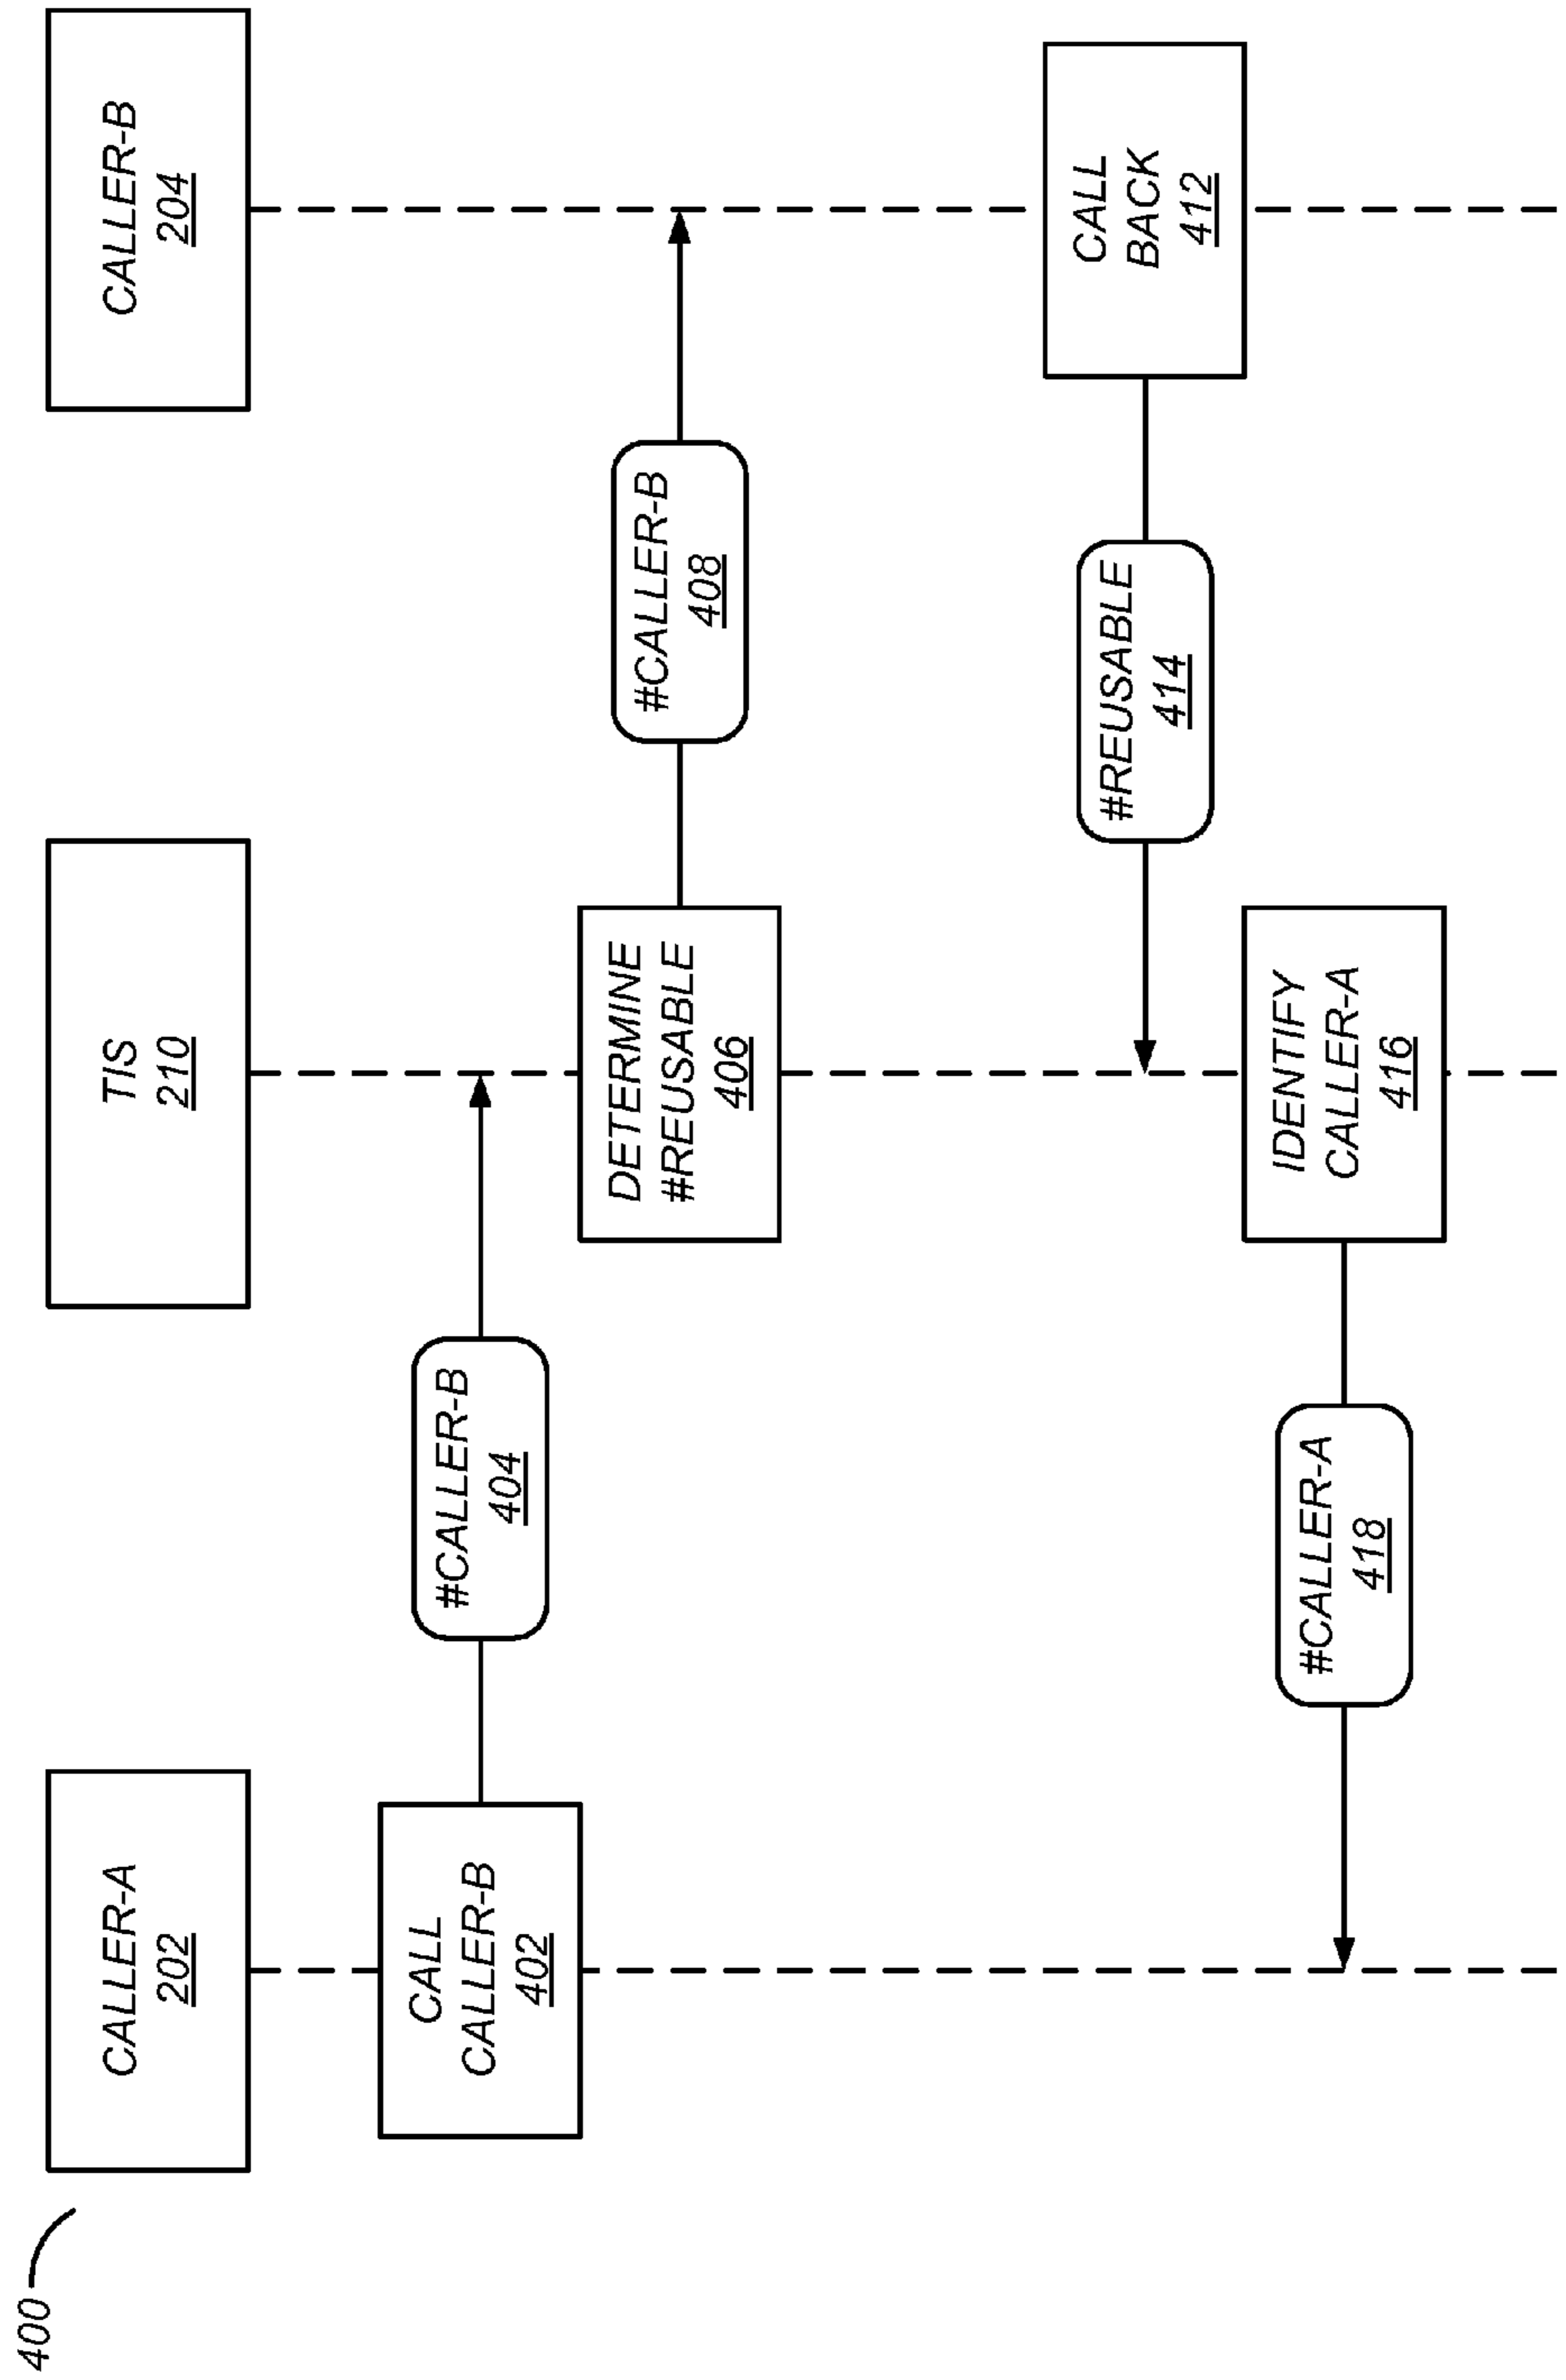 400
CALLER-A
202
TIS
210
CALLER-B
204
CALL
CALLER-B
402
#CALLER-B
404
DETERMINE
#REUSABLE
406
#CALLER-B
408
CALL
BACK
412
#REUSABLE
414
IDENTIFY
CALLER-A
416
#CALLER-A
418